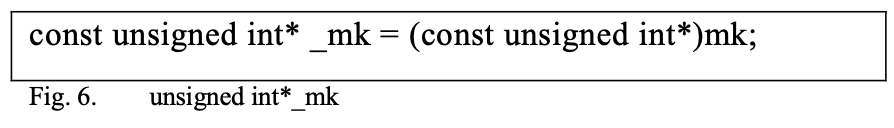 const unsigned int* _mk = (const unsigned int*)mk;
Fig. 6. unsigned int*_mk